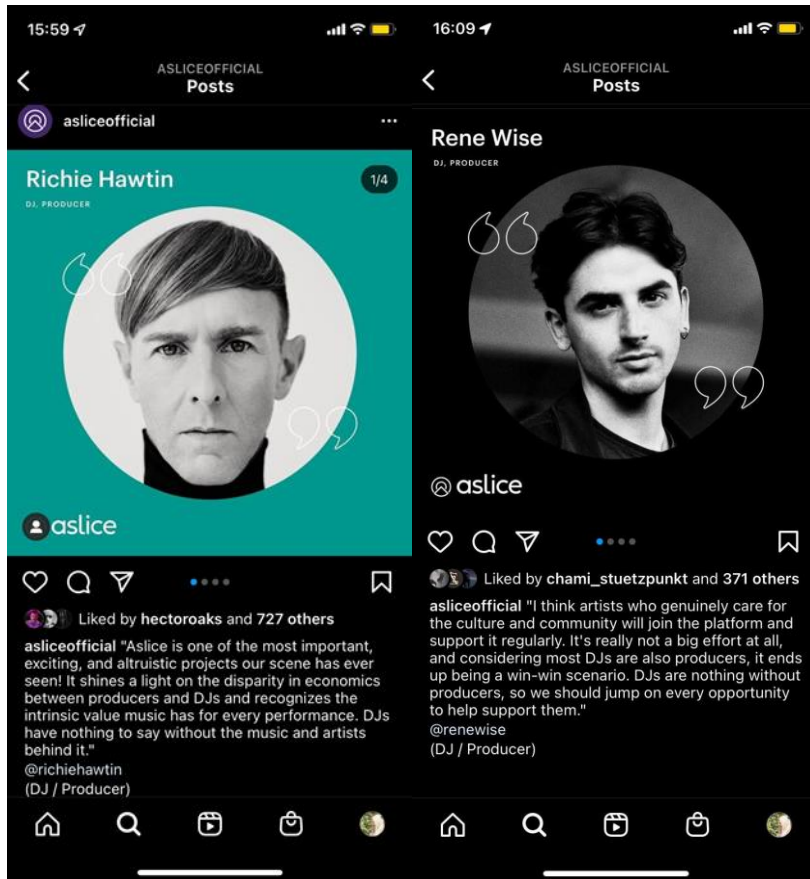 15:59
ASLICEOFFICIAL
Posts
asliceofficial
Richie Hawtin
1/4
DJ, PRODUCER
aslice
Liked by hectoroaks and 727 others
asliceofficial "Aslice is one of the most important,
exciting, and altruistic projects our scene has ever
seen! It shines a light on the disparity in economics
between producers and DJs and recognizes the
intrinsic value music has for every performance. DJs
have nothing to say without the music and artists
behind it."
@richiehawtin
(DJ / Producer)
16:09
ASLICEOFFICIAL
Posts
Rene Wise
DJ, PRODUCER
aslice
Liked by chami_stuetzpunkt and 371 others
asliceofficial "I think artists who genuinely care for
the culture and community will join the platform and
support it regularly. It's really not a big effort at all,
and considering most DJs are also producers, it ends
up being a win-win scenario. DJs are nothing without
producers, so we should jump on every opportunity
to help support them."
@renewise
(DJ / Producer)